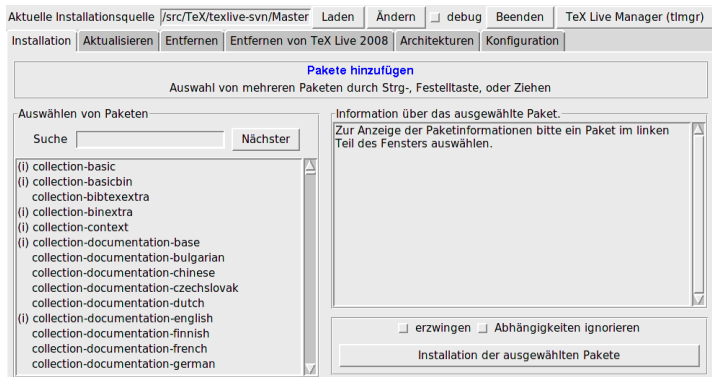 Aktuelle Installationsquelle /src/TeX/texlive-svn/Master Laden Ändern debug Beenden TeX Live Manager (tlmgr)
Installation Aktualisieren Entfernen Entfernen von TeX Live 2008 Architekturen Konfiguration
Pakete hinzufügen
Auswahl von mehreren Paketen durch Strg-, Festelltaste, oder Ziehen
Auswählen von Paketen
Suche Nächster
(i) collection-basic
(i) collection-basicbin
collection-bibtexextra
(i) collection-binextra
(i) collection-context
(i) collection-documentation-base
collection-documentation-bulgarian
collection-documentation-chinese
collection-documentation-czechslovak
collection-documentation-dutch
(i) collection-documentation-english
collection-documentation-finnish
collection-documentation-french
collection-documentation-german
Information über das ausgewählte Paket.
Zur Anzeige der Paketinformationen bitte ein Paket im linken
Teil des Fensters auswählen.
erzwingen Abhängigkeiten ignorieren
Installation der ausgewählten Pakete